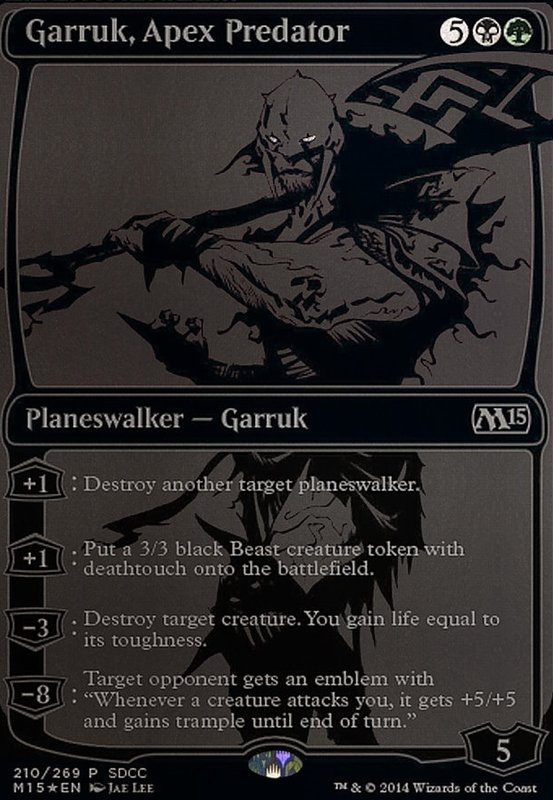 Garruk, Apex Predator 5
Planeswalker — Garruk M15
+1 : Destroy another target planeswalker.
+1 : Put a 3/3 black Beast creature token with
deathtouch onto the battlefield.
-3 : Destroy target creature. You gain life equal to
its toughness.
-8 : Target opponent gets an emblem with
“Whenever a creature attacks you, it gets +5/+5
and gains trample until end of turn.”
5
210/269 P SDCC
M15★EN Jae Lee ™ & © 2014 Wizards of the Coast